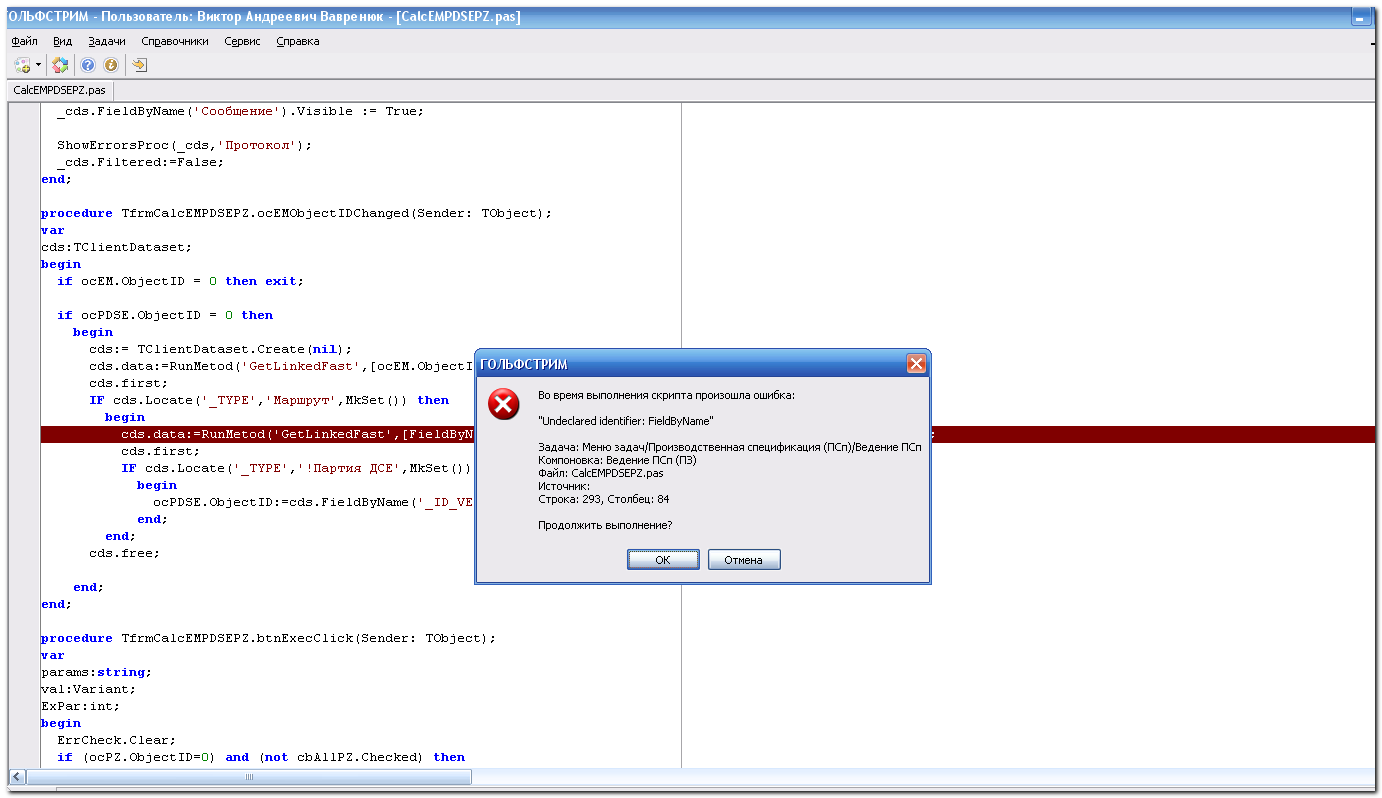 ГОЛЬФСТРИМ - Пользователь: Виктор Андреевич Вавренюк - [CalcEMPDSEPZ.pas]
Файл Вид Задачи Справочники Сервис Справка
CalcEMPDSEPZ.pas
_cds.FieldByName('Сообщение').Visible := True;
ShowErrorsProc(_cds,'Протокол');
_cds.Filtered:=False;
end;
procedure TfrmCalcEMPDSEPZ.ocEMObjectIDChanged(Sender: TObject);
var
cds:TClientDataset;
begin
if ocEM.ObjectID = 0 then exit;
if ocPDSE.ObjectID = 0 then
begin
cds:= TClientDataset.Create(nil);
cds.data:=RunMetod('GetLinkedFast',[ocEM.ObjectI
cds.first;
IF cds.Locate('_TYPE','Маршрут',MkSet()) then
begin
cds.data:=RunMetod('GetLinkedFast',[FieldByN ;
cds.first;
IF cds.Locate('_TYPE','!Партия ДСЕ',MkSet())
begin
ocPDSE.ObjectID:=cds.FieldByName('_ID_VE
end;
end;
cds.free;
end;
end;
procedure TfrmCalcEMPDSEPZ.btnExecClick(Sender: TObject);
var
params:string;
val:Variant;
ExPar:int;
begin
ErrCheck.Clear;
if (ocPZ.ObjectID=0) and (not cbAllPZ.Checked) then
ГОЛЬФСТРИМ
Во время выполнения скрипта произошла ошибка:
"Undeclared identifier: FieldByName"
Задача: Меню задач/Производственная спецификация (ПСп)/Ведение ПСп
Компоновка: Ведение ПСп (ПЗ)
Файл: CalcEMPDSEPZ.pas
Источник:
Строка: 293, Столбец: 84
Продолжить выполнение?
ОК Отмена